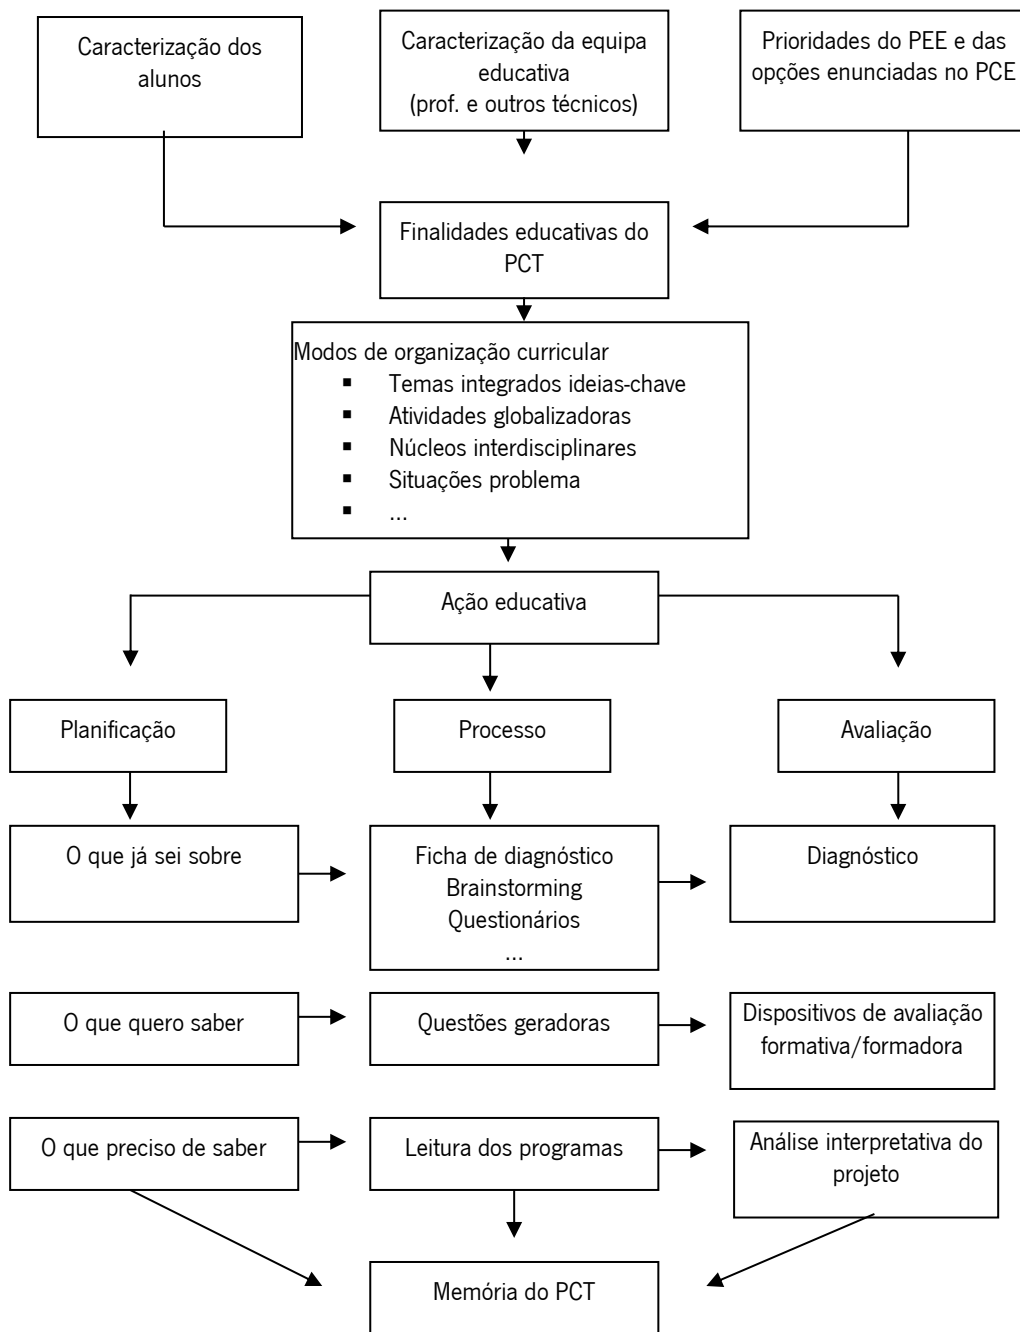 Caracterização dos
alunos
Caracterização da equipa
educativa
(prof. e outros técnicos)
Prioridades do PEE e das
opções enunciadas no PCE
Finalidades educativas do
PCT
Modos de organização curricular
▪ Temas integrados ideias-chave
▪ Atividades globalizadoras
▪ Núcleos interdisciplinares
▪ Situações problema
▪ ...
Ação educativa
Planificação
Processo
Avaliação
O que já sei sobre
Ficha de diagnóstico
Brainstorming
Questionários
...
Diagnóstico
O que quero saber
Questões geradoras
Dispositivos de avaliação
formativa/formadora
O que preciso de saber
Leitura dos programas
Análise interpretativa do
projeto
Memória do PCT